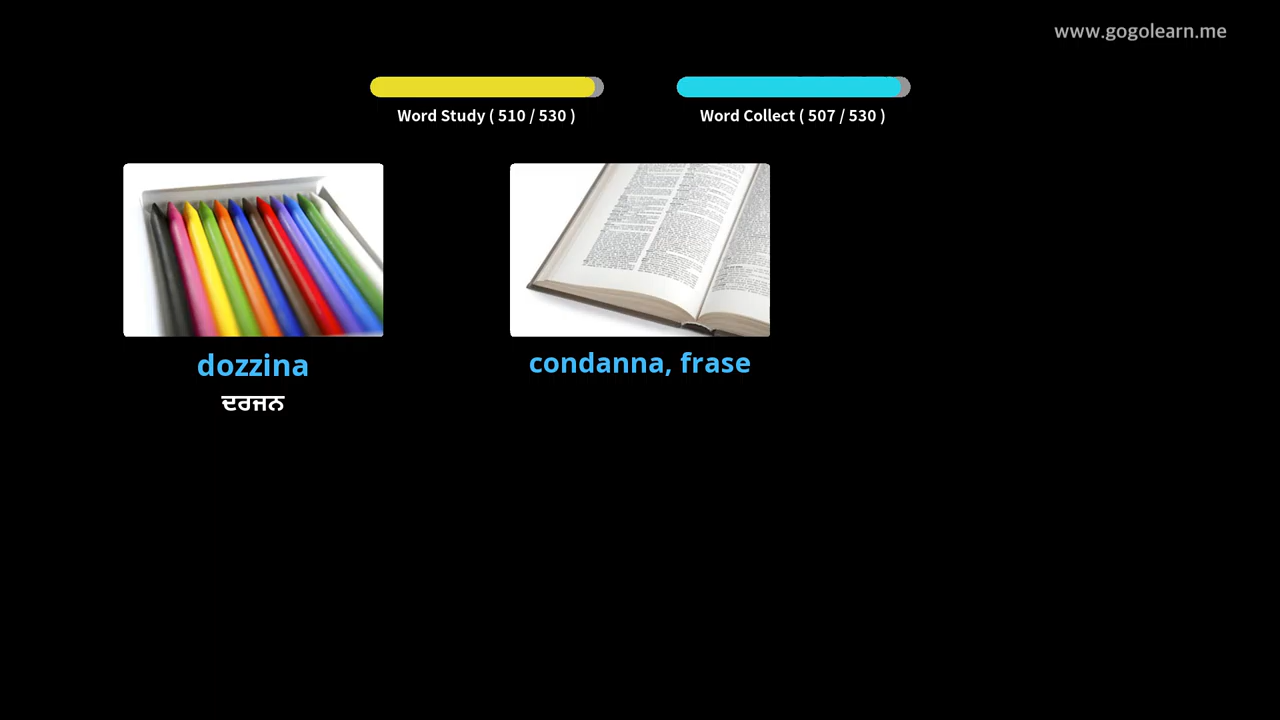 www.gogolearn.me
Word Study ( 510 / 530 )
Word Collect ( 507 / 530 )
dozzina
condanna, frase
ਦਰਜਨ